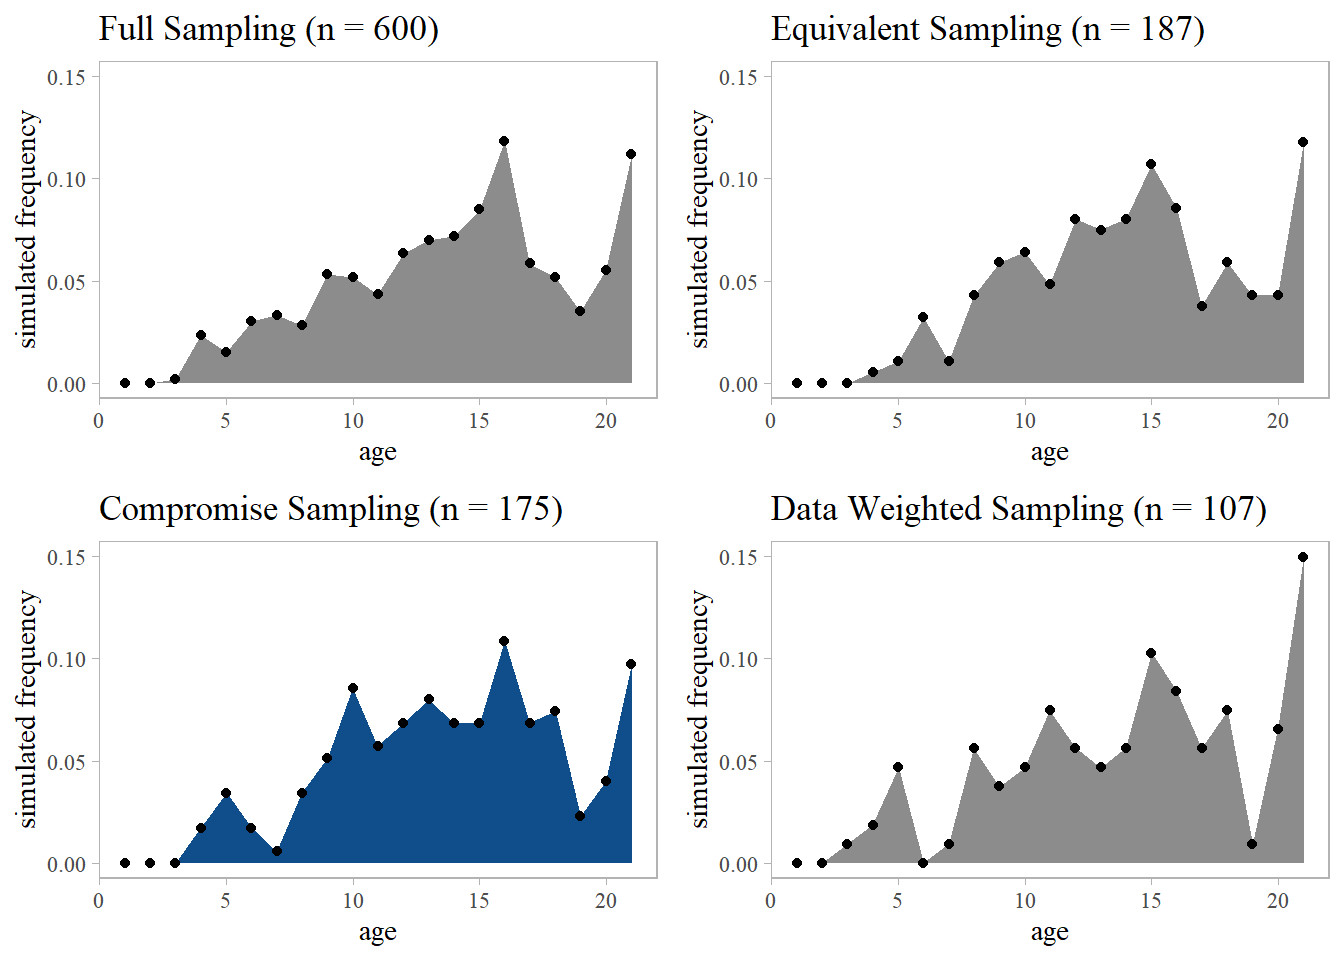 Full Sampling (n = 600)
simulated frequency
0.15
0.10
0.05
0.00
0 5 10 15 20
age
Equivalent Sampling (n = 187)
simulated frequency
0.15
0.10
0.05
0.00
0 5 10 15 20
age
Compromise Sampling (n = 175)
simulated frequency
0.15
0.10
0.05
0.00
0 5 10 15 20
age
Data Weighted Sampling (n = 107)
simulated frequency
0.15
0.10
0.05
0.00
0 5 10 15 20
age